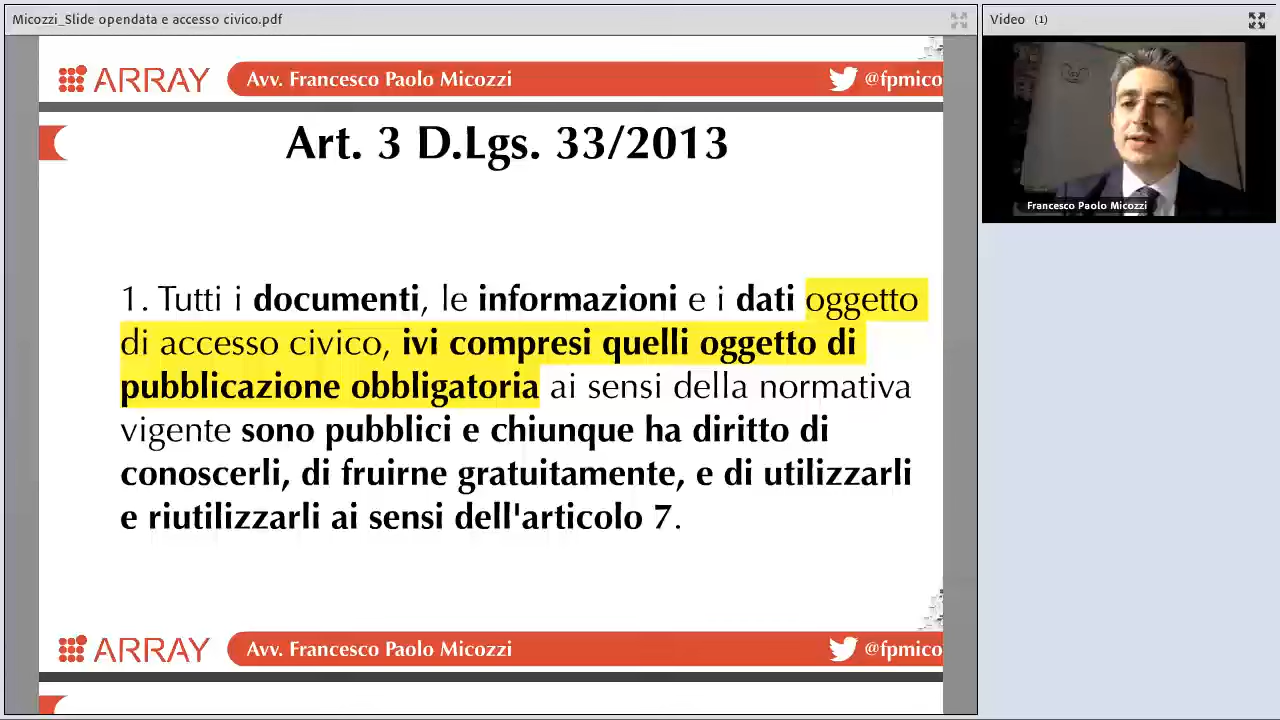 Micozzi_Slide opendata e accesso civico.pdf
Video (1)
ARRAY Avv. Francesco Paolo Micozzi @fpmico
Art. 3 D.Lgs. 33/2013
Francesco Paolo Micozzi
1. Tutti i documenti, le informazioni e i dati oggetto
di accesso civico, ivi compresi quelli oggetto di
pubblicazione obbligatoria ai sensi della normativa
vigente sono pubblici e chiunque ha diritto di
conoscerli, di fruirne gratuitamente, e di utilizzarli
e riutilizzarli ai sensi dell'articolo 7.
ARRAY Avv. Francesco Paolo Micozzi @fpmico